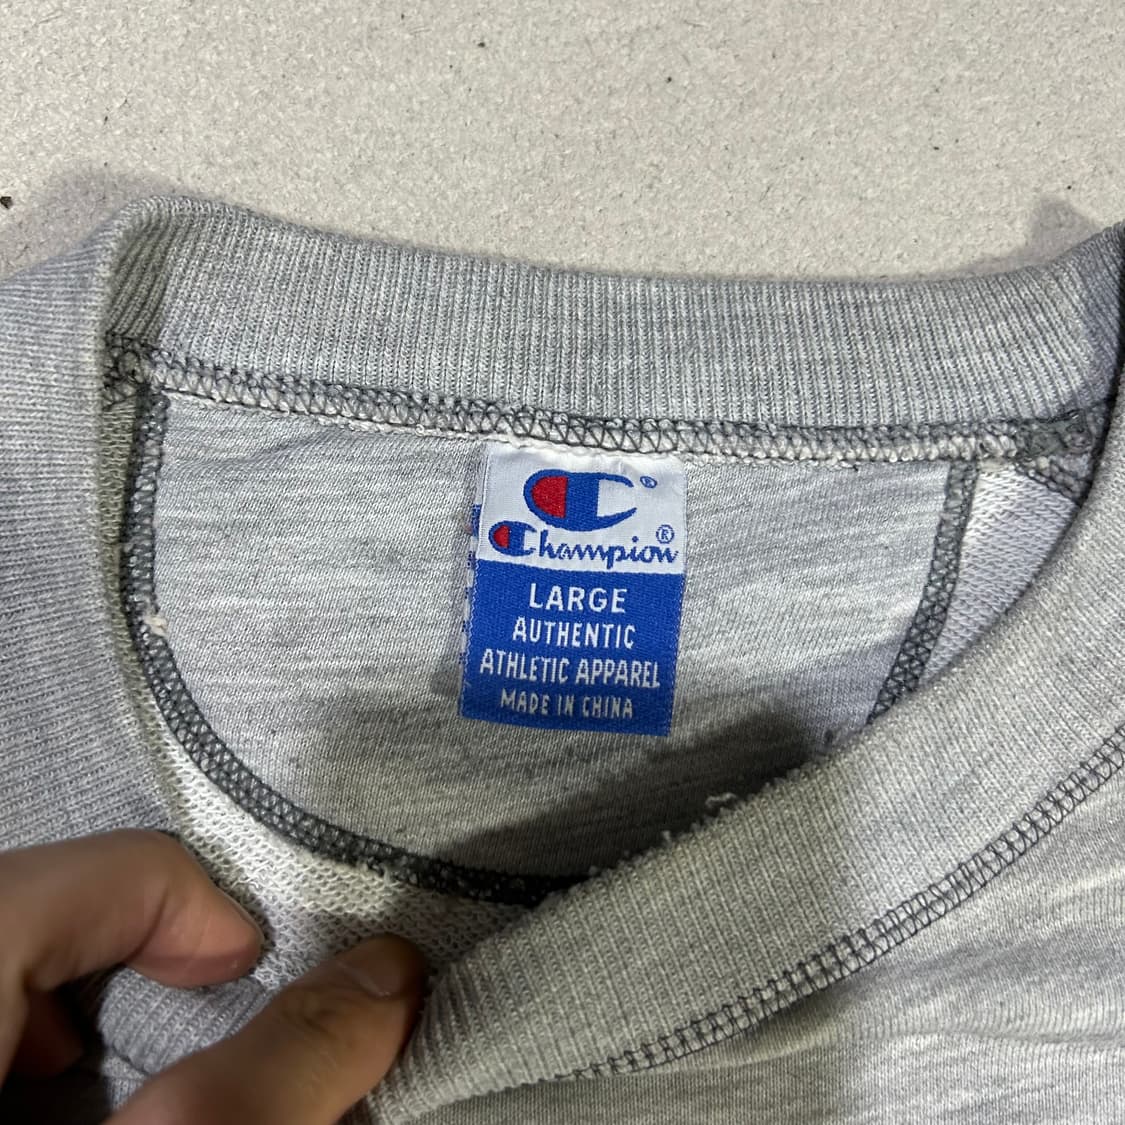 ®
Champion®
LARGE
AUTHENTIC
ATHLETIC APPAREL
MADE IN CHINA